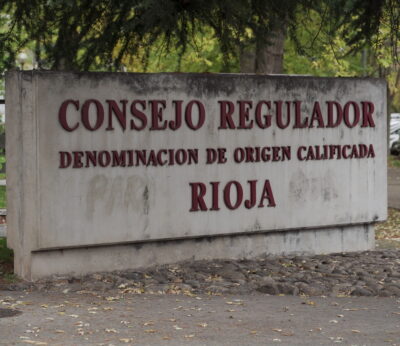 CONSEJO REGULADOR
DENOMINACION DE ORIGEN CALIFICADA
RIOJA